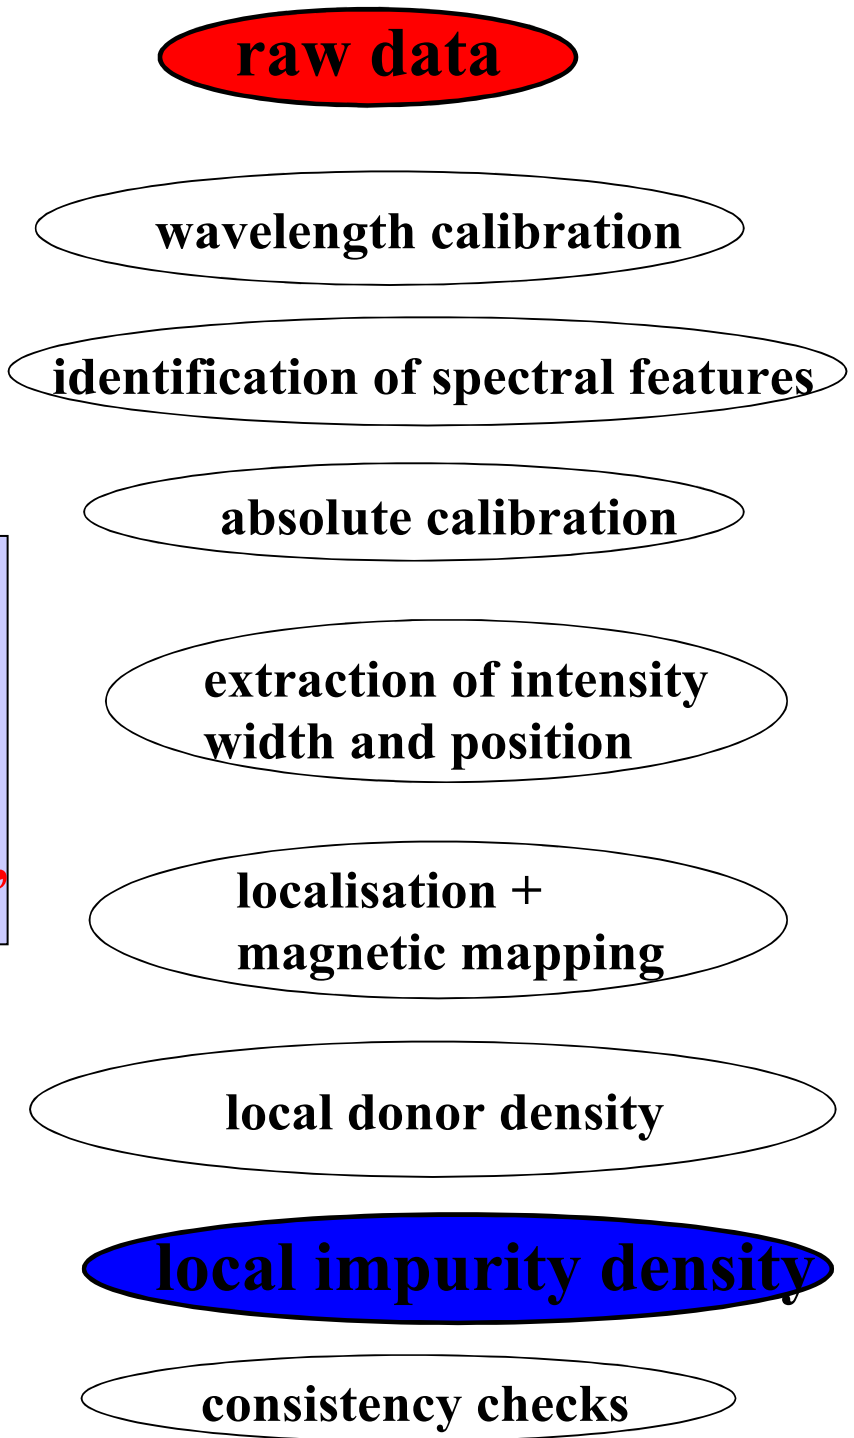 raw data
wavelength calibration
identification of spectral features
absolute calibration
extraction of intensity
width and position
localisation +
magnetic mapping
local donor density
local impurity density
consistency checks